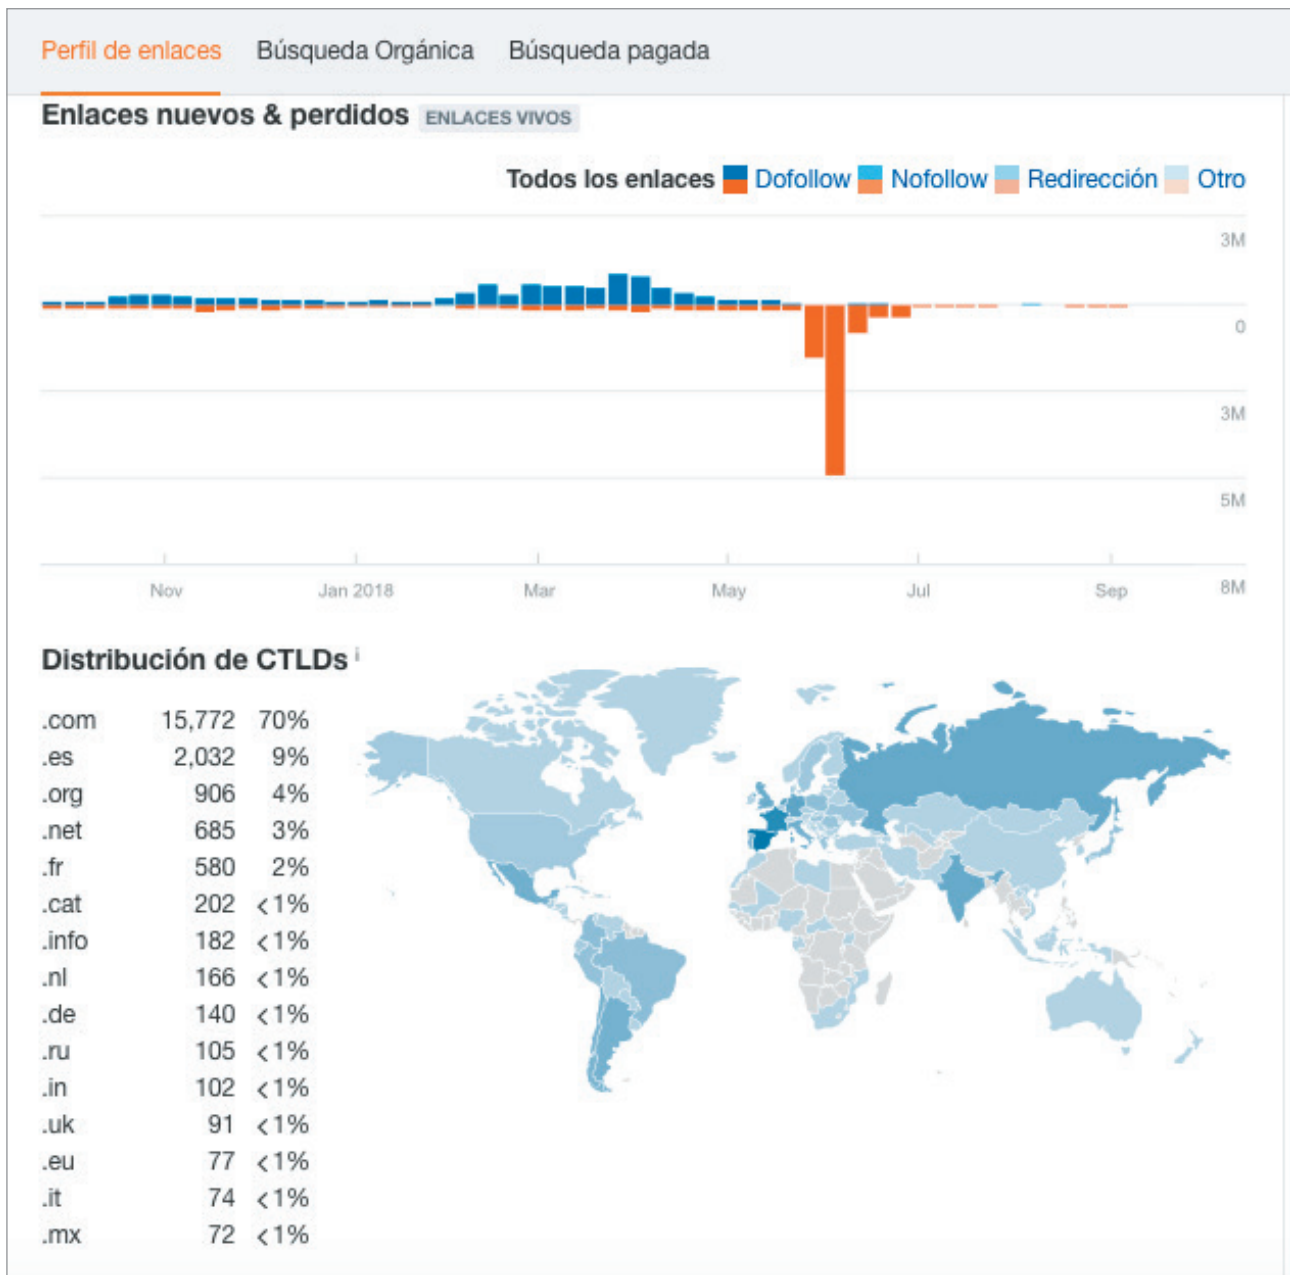 Perfil de enlaces Búsqueda Orgánica Búsqueda pagada
Enlaces nuevos & perdidos ENLACES VIVOS
Todos los enlaces Dofollow Nofollow Redirección Otro
3M
0
3M
5M
8M
Nov Jan 2018 Mar May Jul Sep
Distribución de CTLDs i
.com 15,772 70%
.es 2,032 9%
.org 906 4%
.net 685 3%
.fr 580 2%
.cat 202 <1%
.info 182 <1%
.nl 166 <1%
.de 140 <1%
.ru 105 <1%
.in 102 <1%
.uk 91 <1%
.eu 77 <1%
.it 74 <1%
.mx 72 <1%